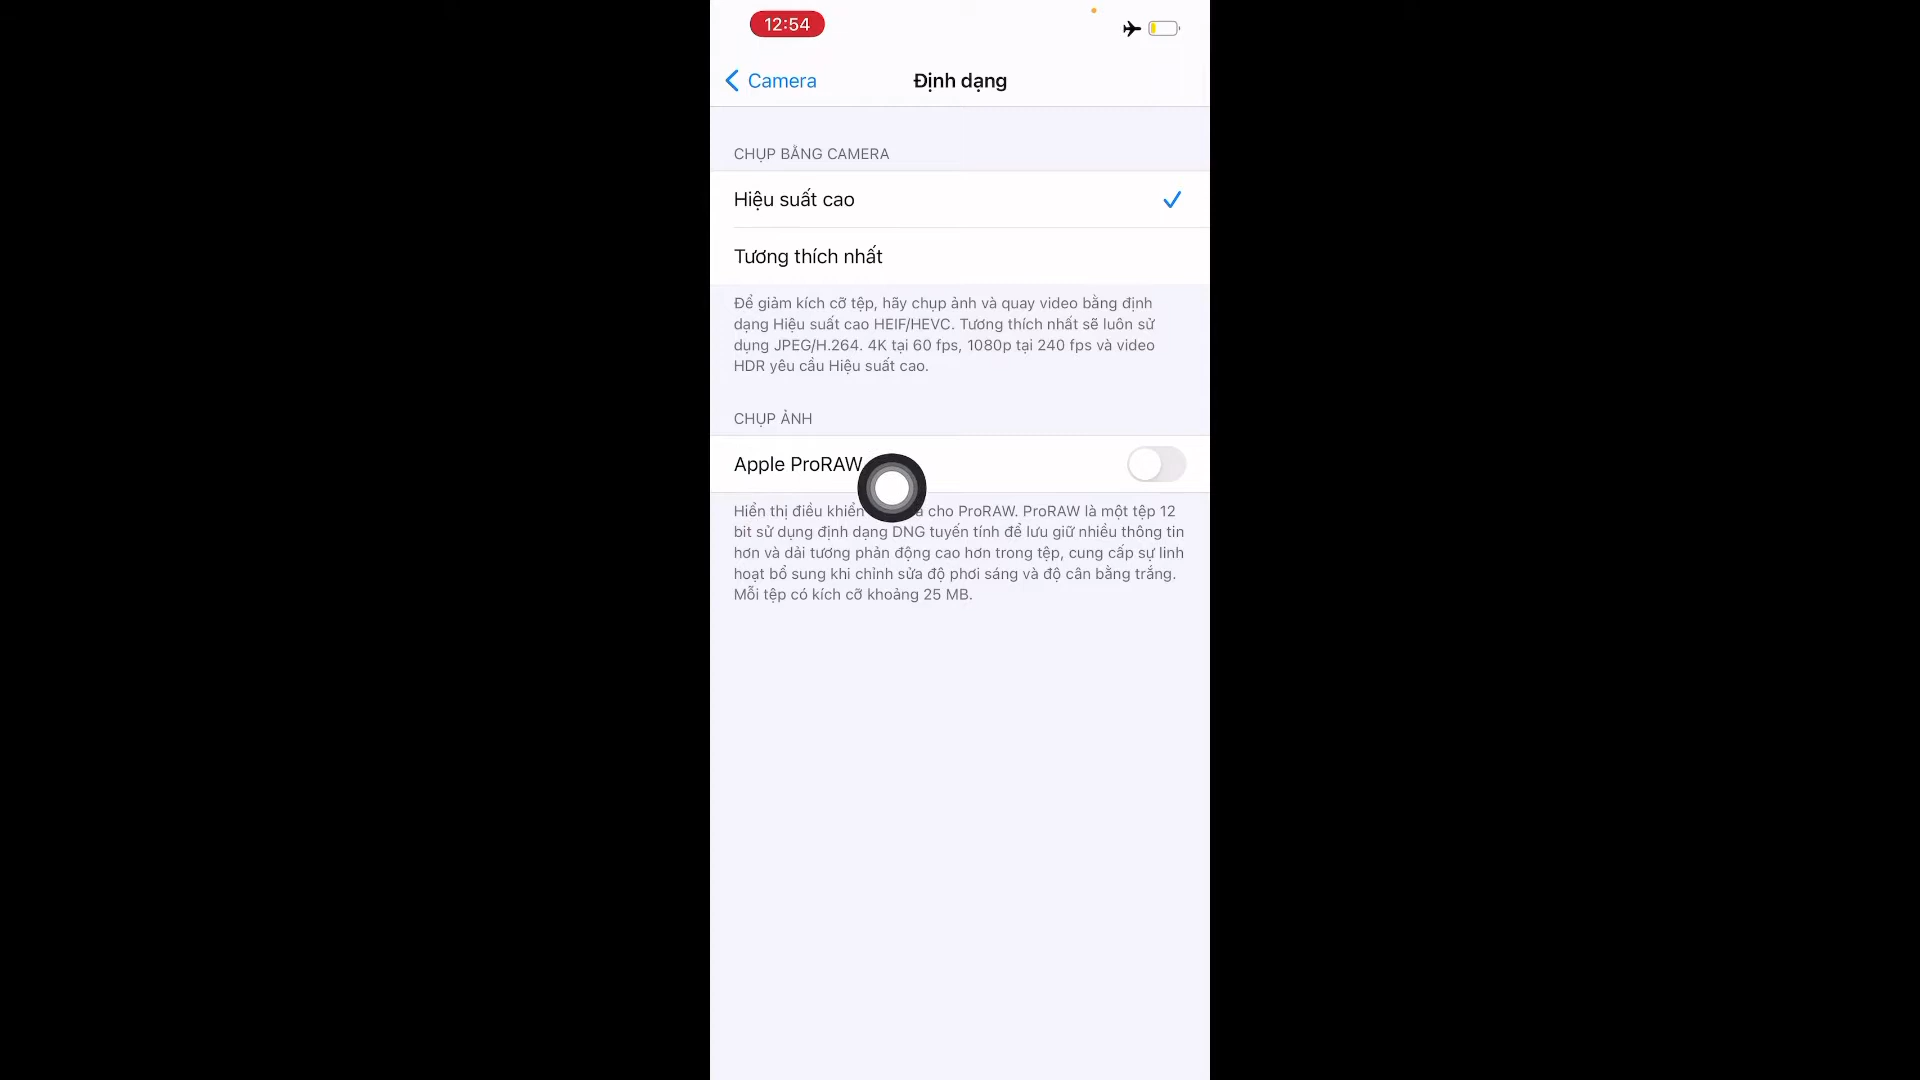 12:54
Camera
Định dạng
CHỤP BẰNG CAMERA
Hiệu suất cao
Tương thích nhất
Để giảm kích cỡ tệp, hãy chụp ảnh và quay video bằng định
dạng Hiệu suất cao HEIF/HEVC. Tương thích nhất sẽ luôn sử
dụng JPEG/H.264. 4K tại 60 fps, 1080p tại 240 fps và video
HDR yêu cầu Hiệu suất cao.
CHỤP ẢNH
Apple ProRAW
Hiển thị điều khiển cho ProRAW. ProRAW là một tệp 12
bit sử dụng định dạng DNG tuyến tính để lưu giữ nhiều thông tin
hơn và dải tương phản động cao hơn trong tệp, cung cấp sự linh
hoạt bổ sung khi chỉnh sửa độ phơi sáng và độ cân bằng trắng.
Mỗi tệp có kích cỡ khoảng 25 MB.